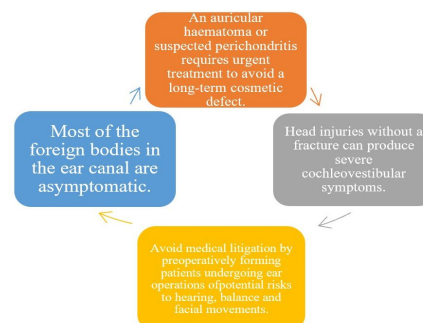 An auricular
haematoma or
suspected perichondritis
requires urgent
treatment to avoid a
long-term cosmetic
defect.
Head injuries without a
fracture can produce
severe
cochleovestibular
symptoms.
Avoid medical litigation by
preoperatively forming
patients undergoing ear
operations ofpotential risks
to hearing, balance and
facial movements.
Most of the
foreign bodies in
the ear canal are
asymptomatic.